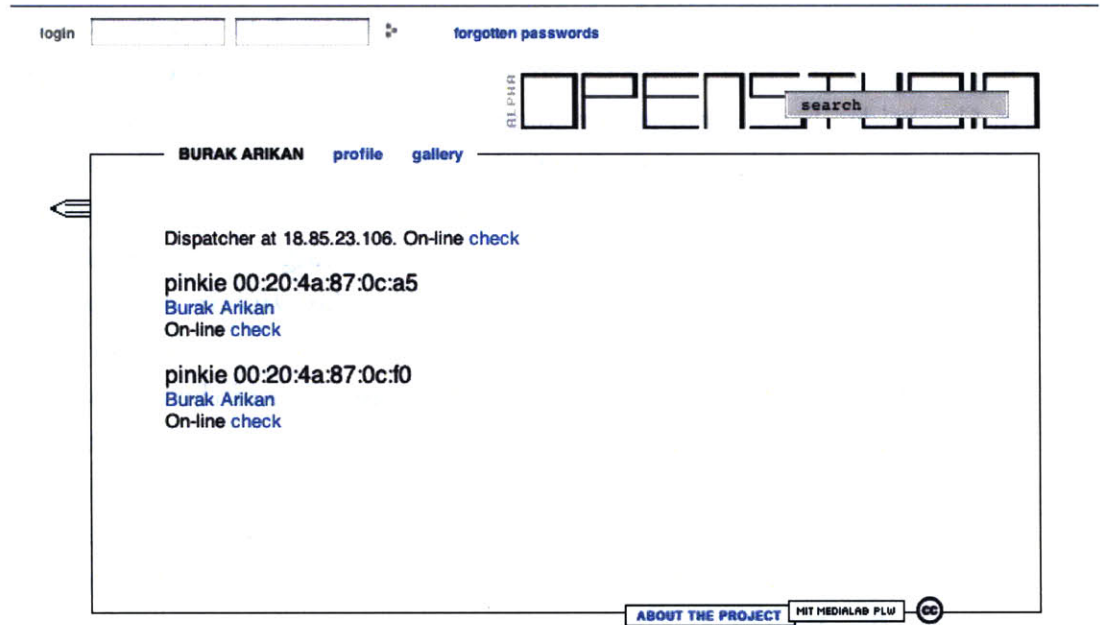 login forgotten passwords
ALPHA OPENSTUDIO
search
BURAK ARIKAN profile gallery
Dispatcher at 18.85.23.106. On-line check
pinkie 00:20:4a:87:0c:a5
Burak Arikan
On-line check
pinkie 00:20:4a:87:0c:f0
Burak Arikan
On-line check
ABOUT THE PROJECT MIT MEDIALAB PLW cc